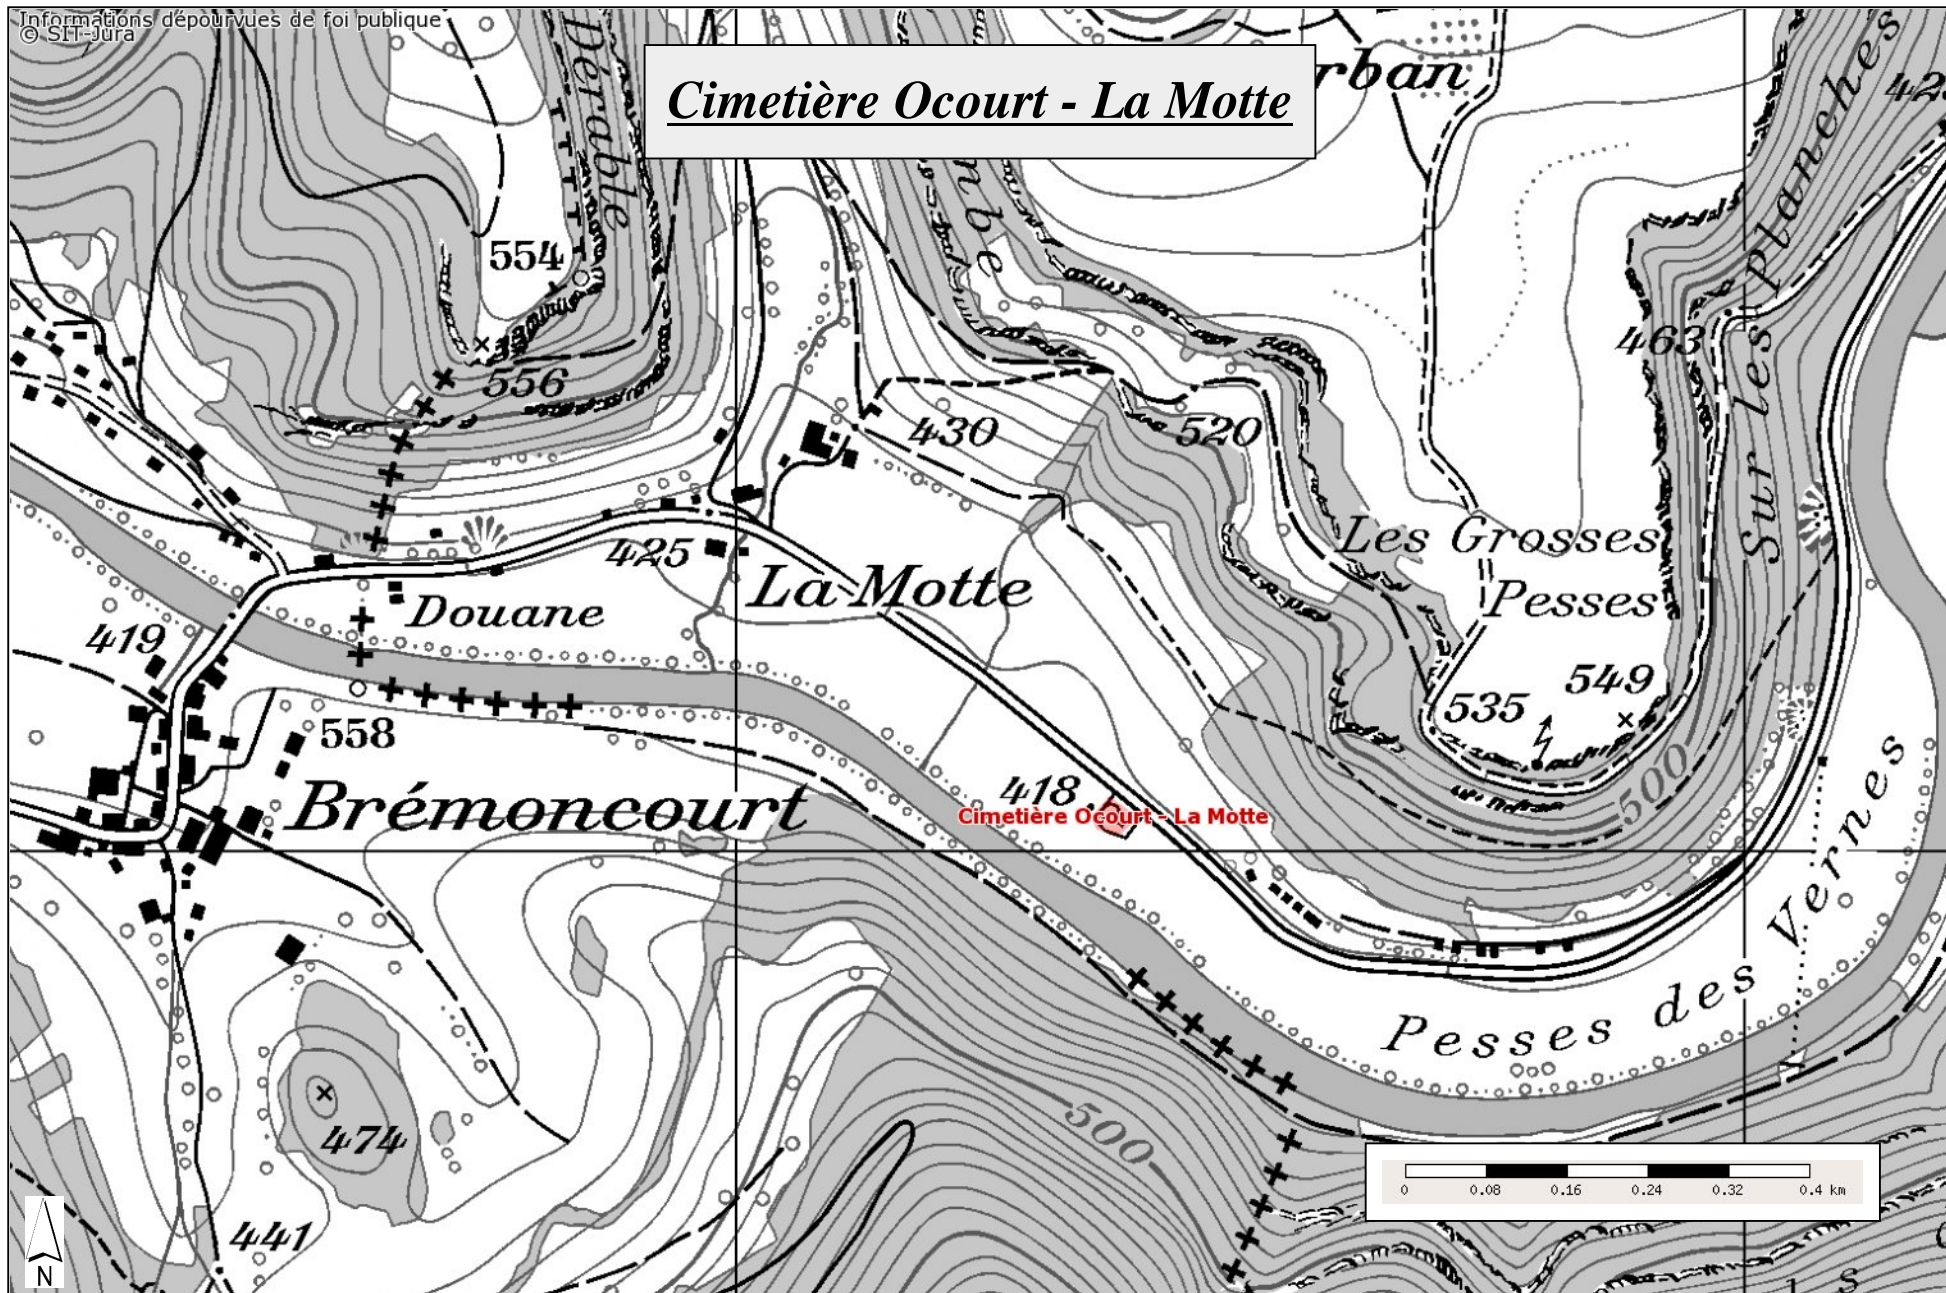 Informations dépourvues de foi publique
© SIT-Jura
Cimetière Ocourt - La Motte
Dérable
rban
Sur les Planches
554
556
463
430
520
425
La Motte
Les Grosses
Pesses
Douane
419
535
549
558
500
418
Cimetière Ocourt - La Motte
Brémoncourt
Pesses des Vernes
474
500
441
0 0.08 0.16 0.24 0.32 0.4 km
N